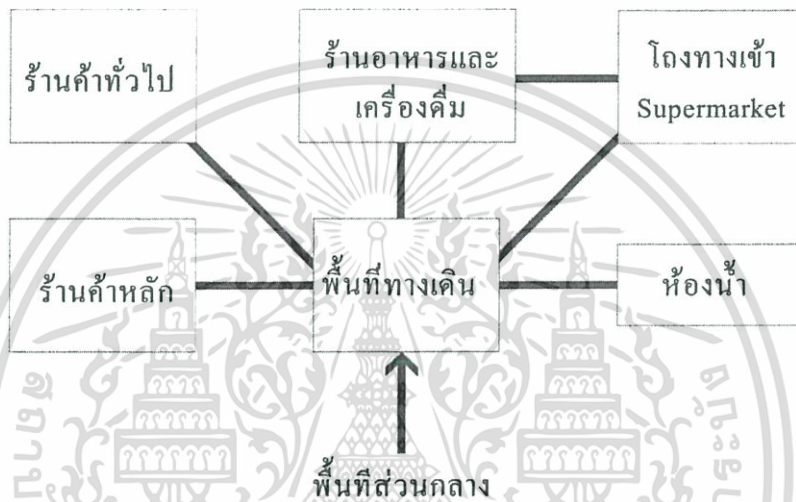 ร้านค้าทั่วไป
ร้านอาหารและ
เครื่องดื่ม
โถงทางเข้า
Supermarket
ร้านค้าหลัก
พื้นที่ทางเดิน
ห้องน้ำ
พื้นที่ส่วนกลาง